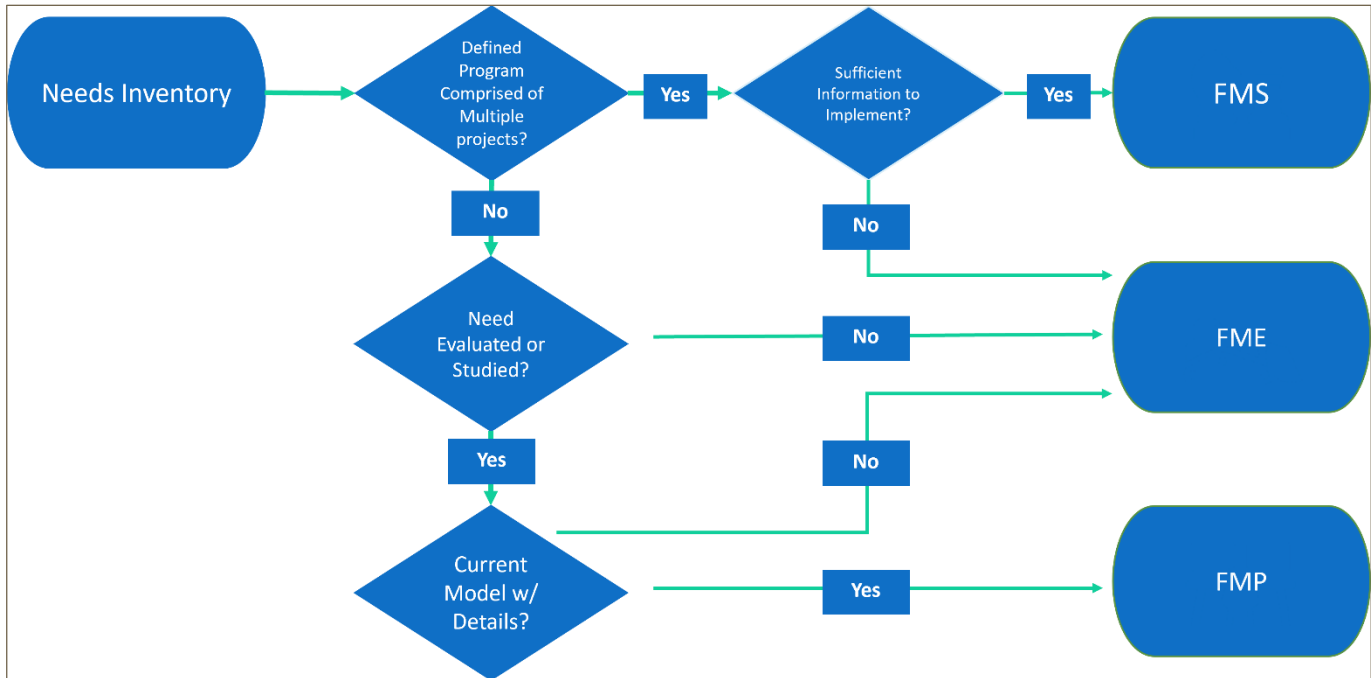 Needs Inventory
Defined
Program
Comprised of
Multiple
projects?
Yes
Sufficient
Information to
Implement?
Yes
FMS
No
No
Need
Evaluated or
Studied?
No
FME
Yes
No
Current
Model w/
Details?
Yes
FMP